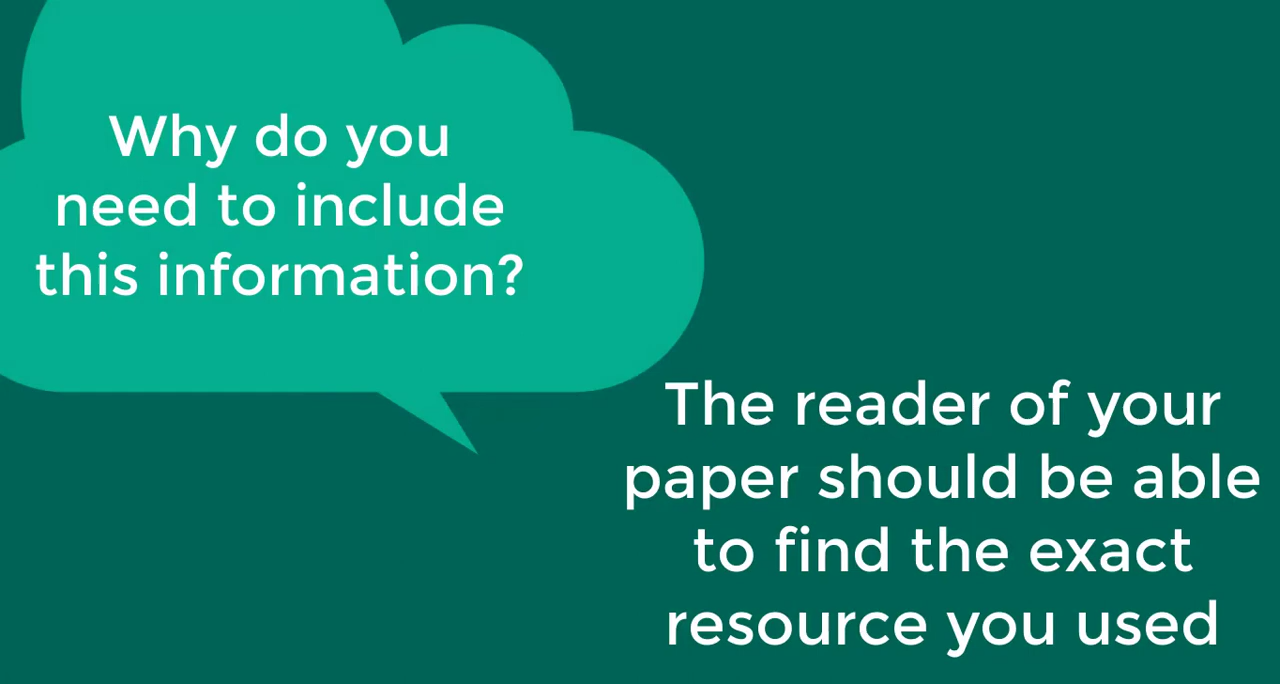 Why do you
need to include
this information?
The reader of your
paper should be able
to find the exact
resource you used